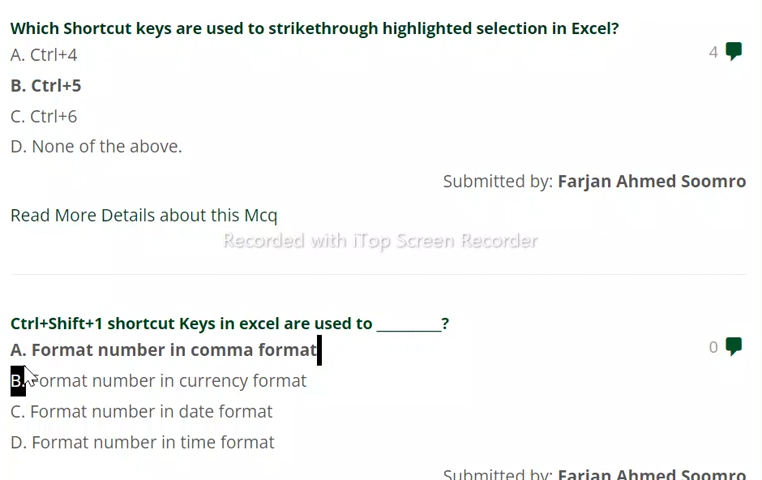 Which Shortcut keys are used to strikethrough highlighted selection in Excel?
A. Ctrl+4
4
B. Ctrl+5
C. Ctrl+6
D. None of the above.
Submitted by: Farjan Ahmed Soomro
Read More Details about this Mcq
Recorded with iTop Screen Recorder
Ctrl+Shift+1 shortcut Keys in excel are used to _________?
A. Format number in comma format
0
B. Format number in currency format
C. Format number in date format
D. Format number in time format
Submitted by: Farjan Ahmed Soomro